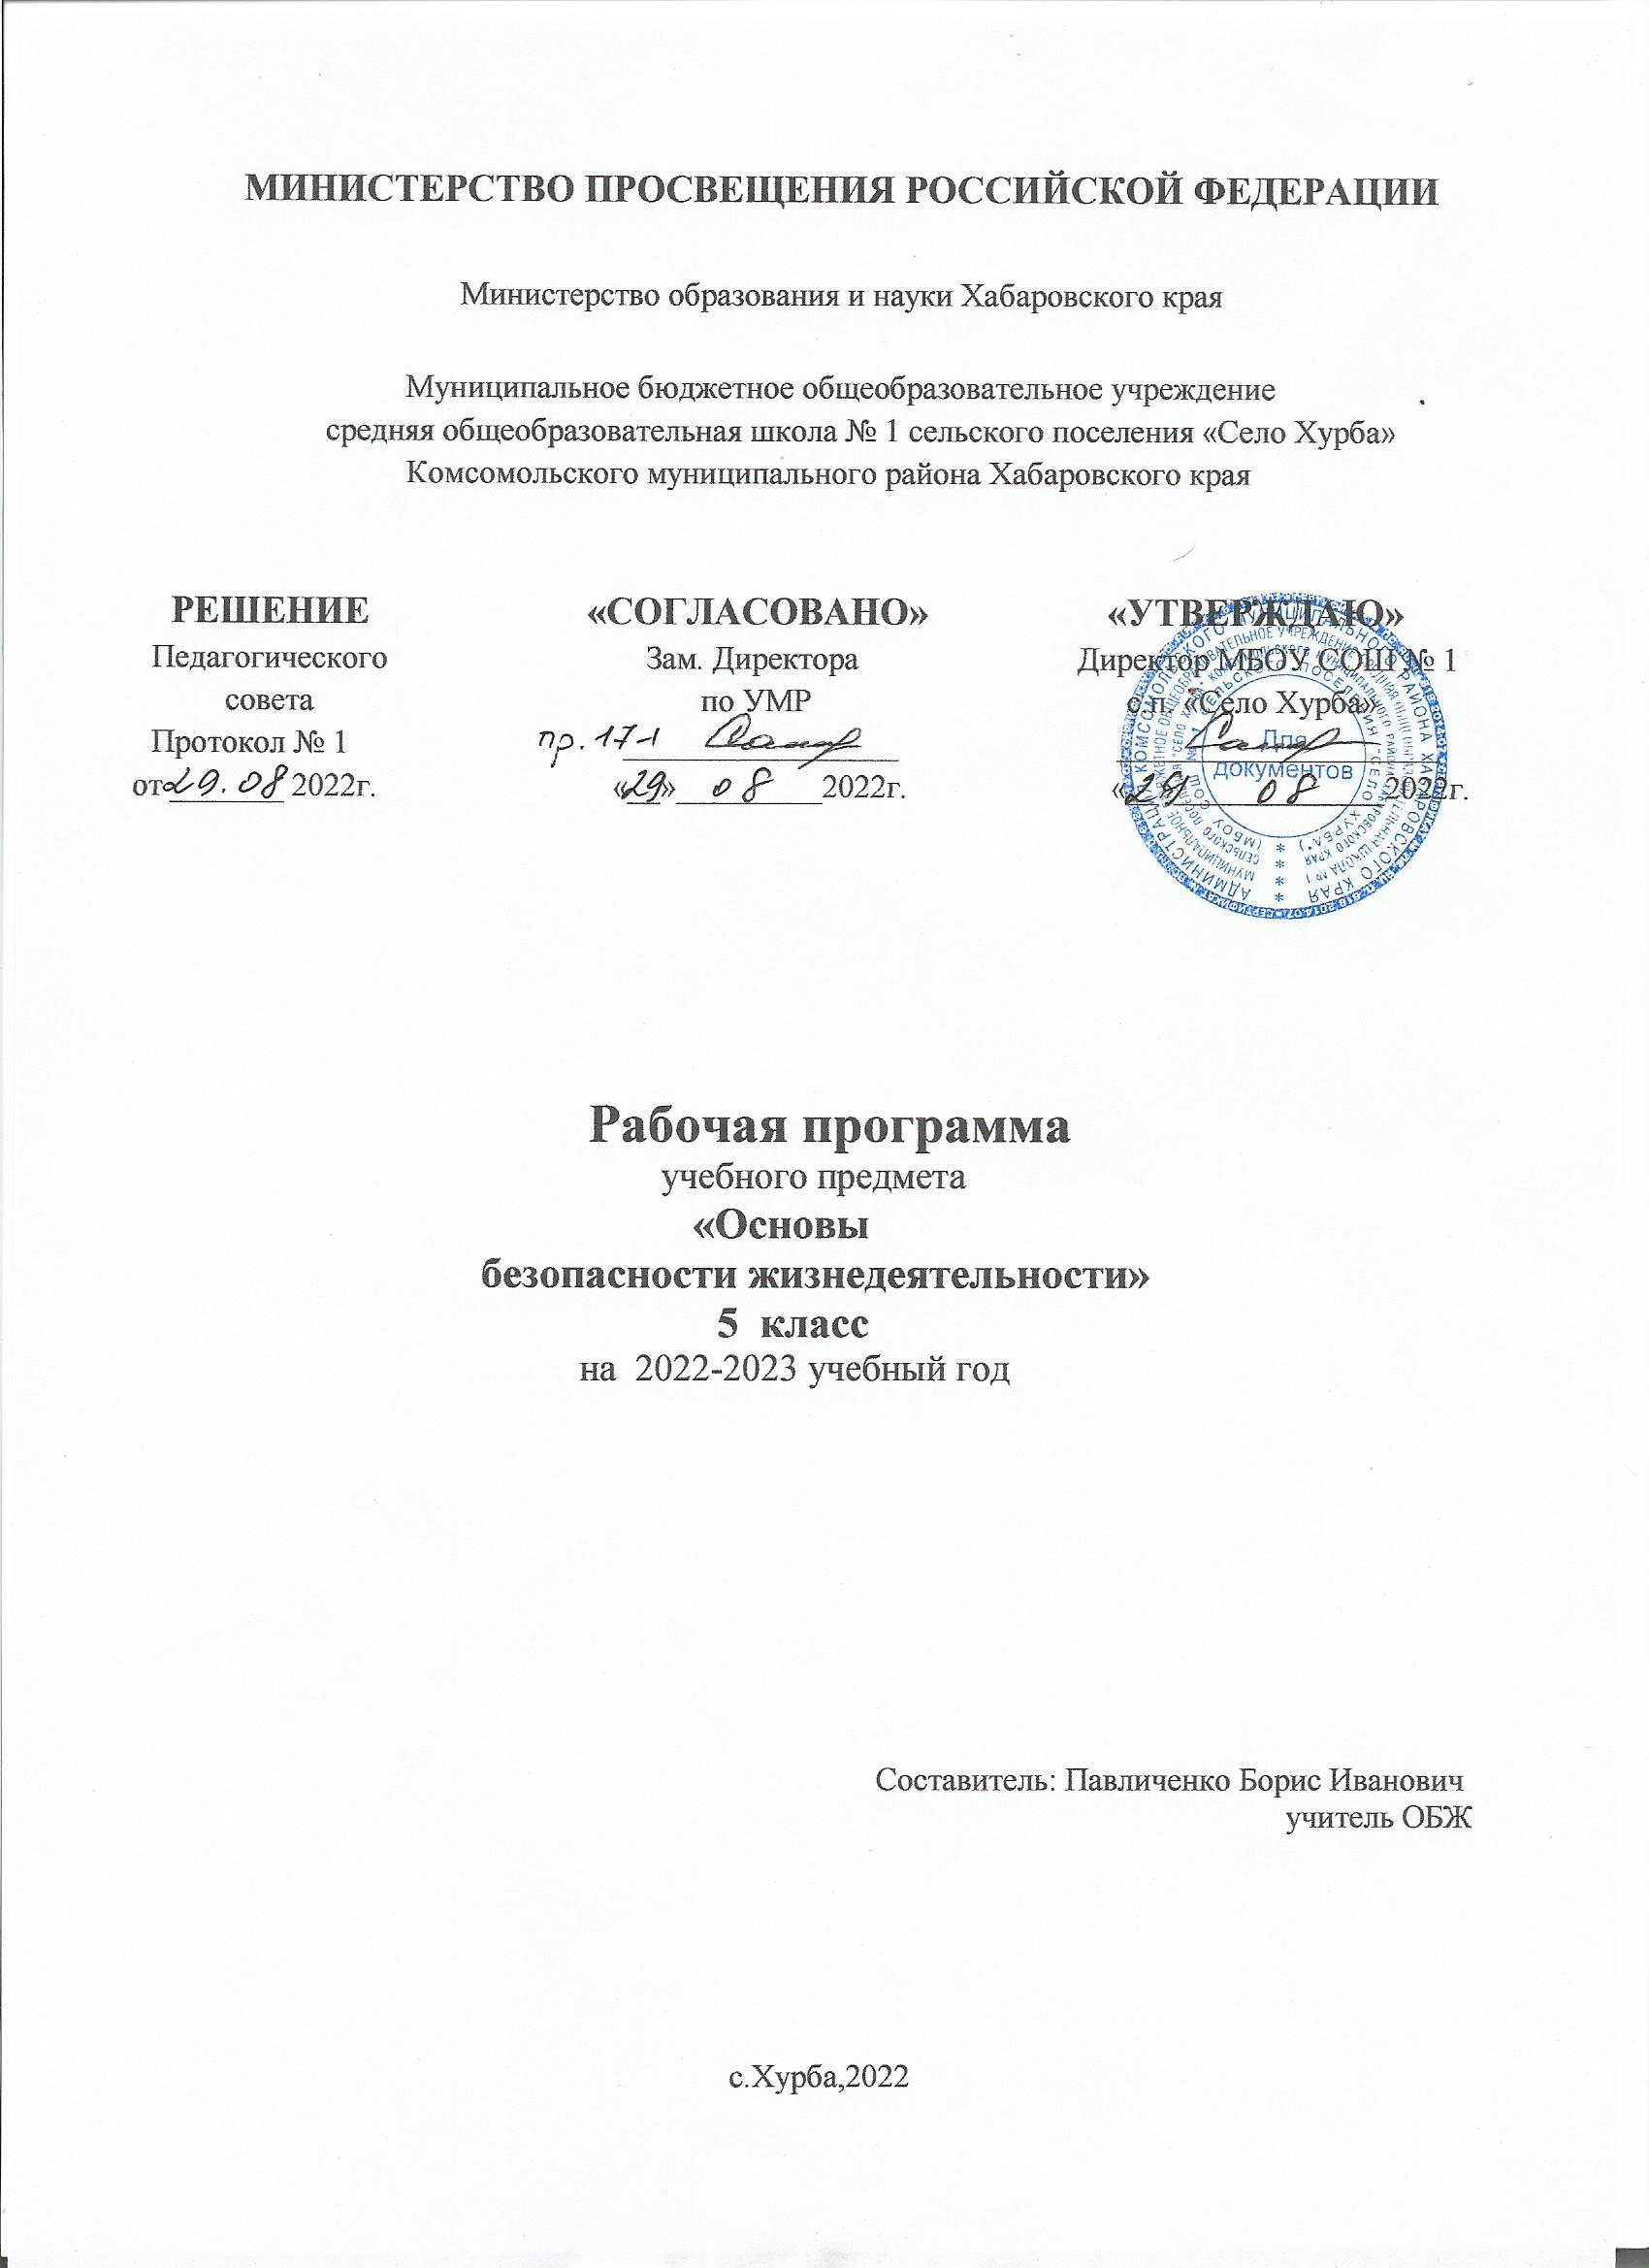 МИНИСТЕРСТВО ПРОСВЕЩЕНИЯ РОССИЙСКОЙ ФЕДЕРАЦИИ
Министерство образования и науки Хабаровского края
Муниципальное бюджетное общеобразовательное учреждение
средняя общеобразовательная школа № 1 сельского поселения «Село Хурба»
Комсомольского муниципального района Хабаровского края
РЕШЕНИЕ
Педагогического
совета
Протокол № 1
от 29.08 2022г.
«СОГЛАСОВАНО»
Зам. Директора
по УМР
пр. 17-1
«29» 08 2022г.
«УТВЕРЖДАЮ»
Директор МБОУ СОШ № 1
с.п. «Село Хурба»
«29» 08 2022г.
Для
документов
Рабочая программа
учебного предмета
«Основы
безопасности жизнедеятельности»
5 класс
на 2022-2023 учебный год
Составитель: Павличенко Борис Иванович
учитель ОБЖ
с.Хурба,2022